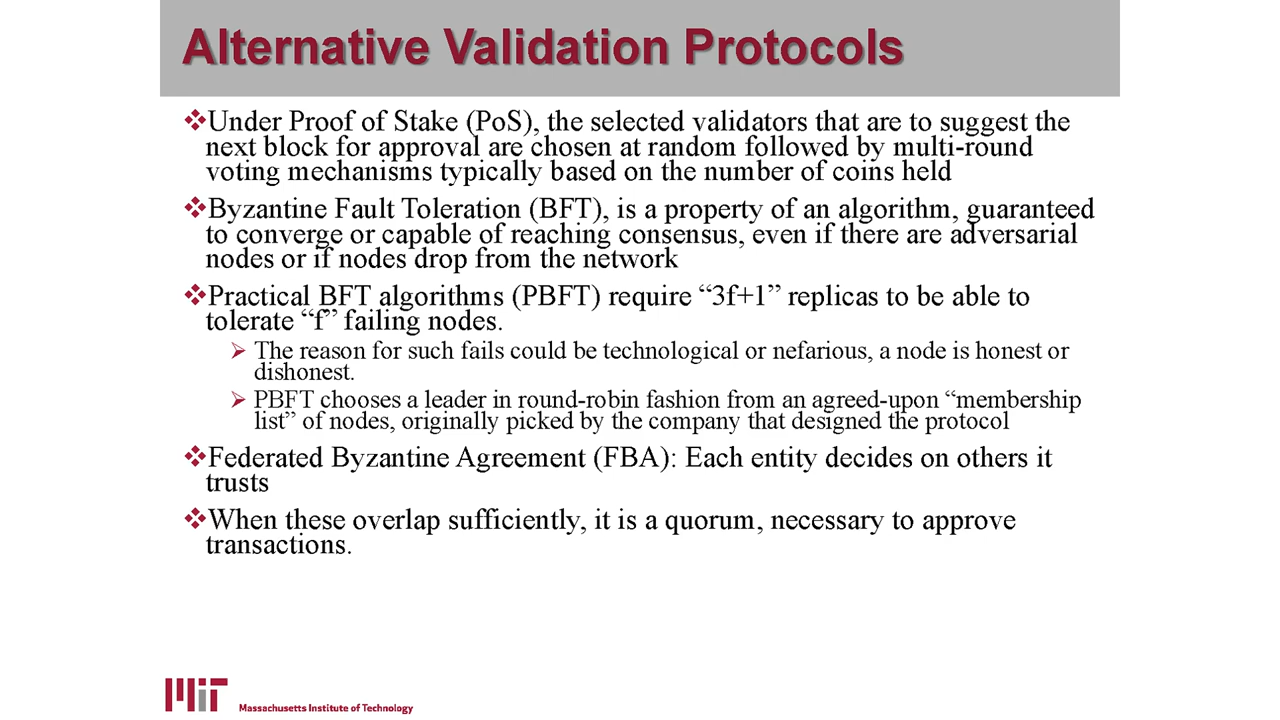 Alternative Validation Protocols
❖Under Proof of Stake (PoS), the selected validators that are to suggest the
next block for approval are chosen at random followed by multi-round
voting mechanisms typically based on the number of coins held
❖Byzantine Fault Toleration (BFT), is a property of an algorithm, guaranteed
to converge or capable of reaching consensus, even if there are adversarial
nodes or if nodes drop from the network
❖Practical BFT algorithms (PBFT) require “3f+1” replicas to be able to
tolerate “f” failing nodes.
➢ The reason for such fails could be technological or nefarious, a node is honest or
dishonest.
➢ PBFT chooses a leader in round-robin fashion from an agreed-upon “membership
list” of nodes, originally picked by the company that designed the protocol
❖Federated Byzantine Agreement (FBA): Each entity decides on others it
trusts
❖When these overlap sufficiently, it is a quorum, necessary to approve
transactions.
MIT
Massachusetts Institute of Technology